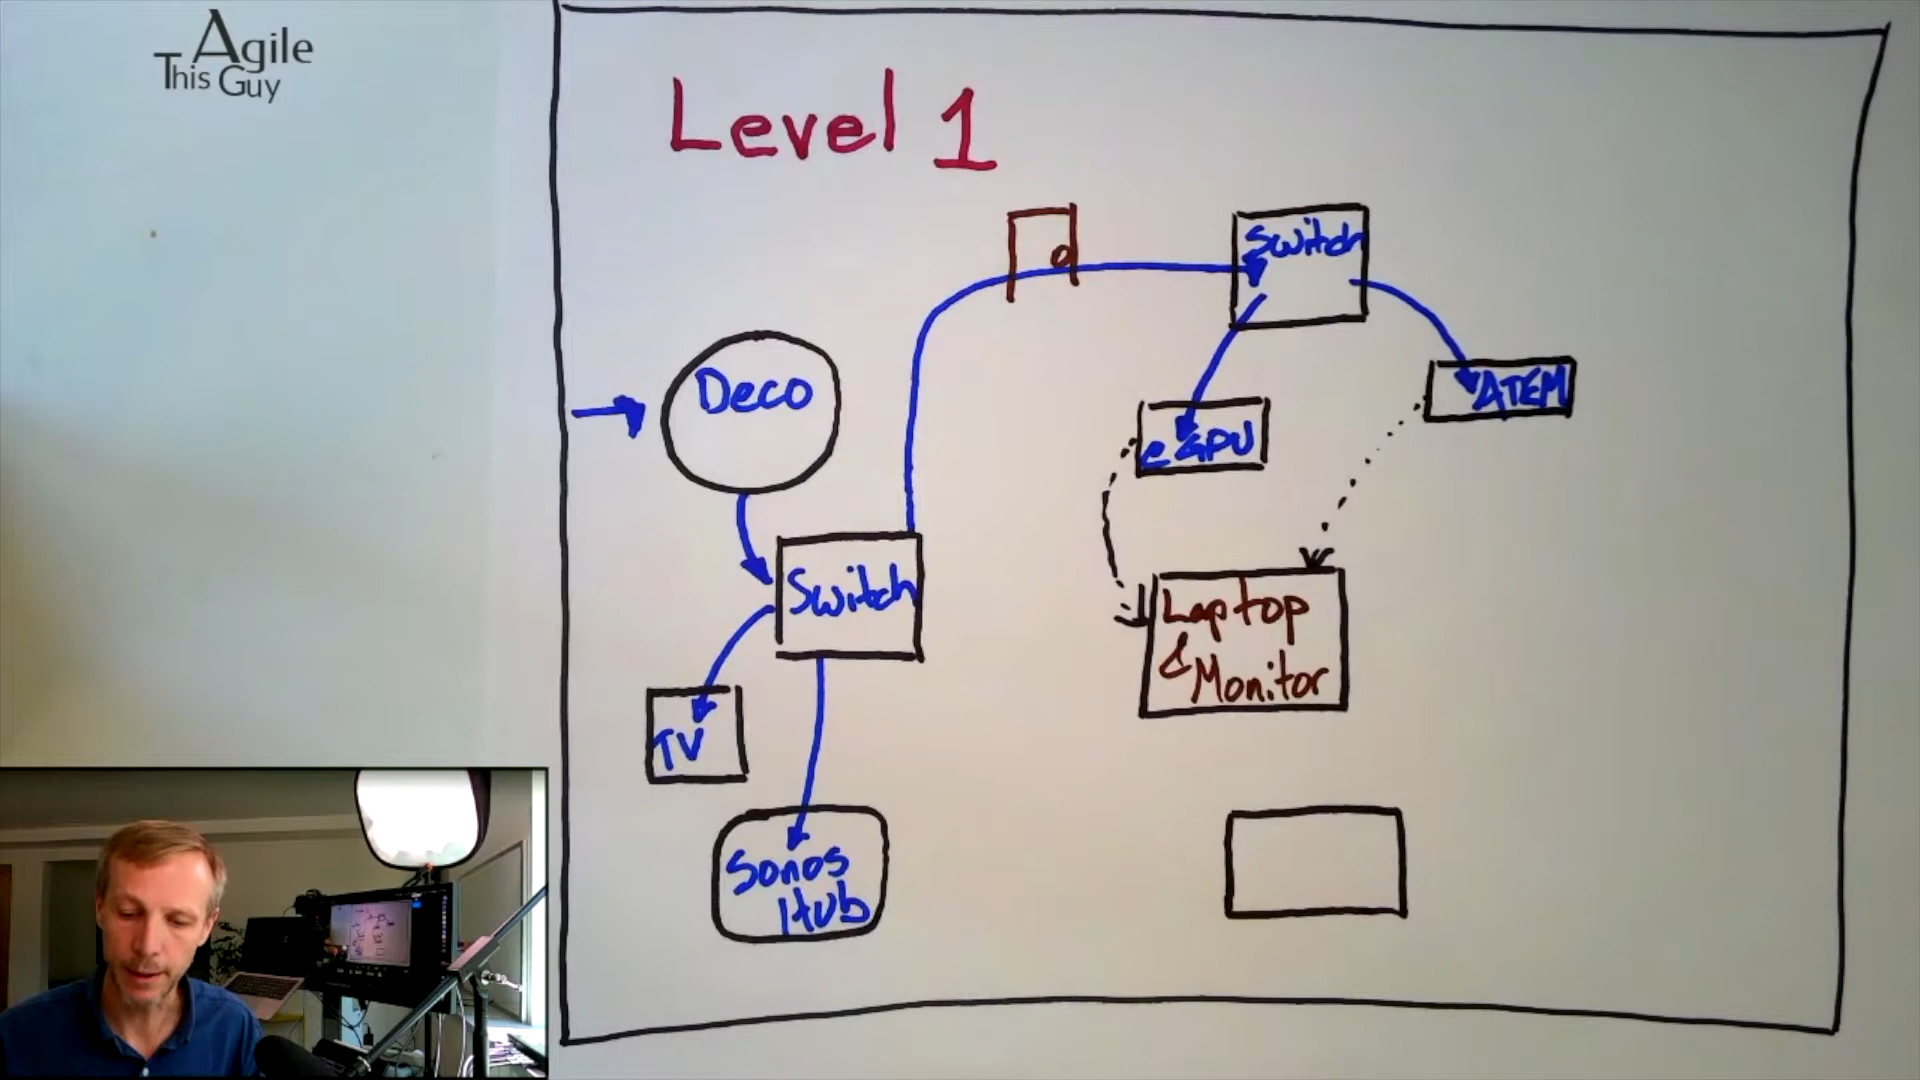 Agile
This Guy
Level 1
Switch
Deco
ATEM
eGPU
Switch
Laptop
& Monitor
TV
Sonos
Hub